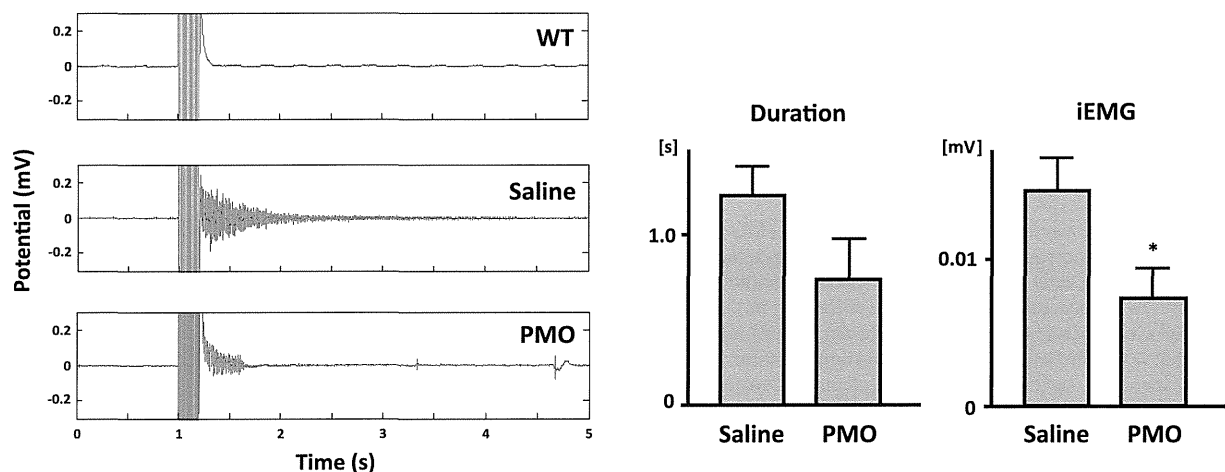 Potential (mV)
0.2
0
-0.2
WT
0.2
0
-0.2
Saline
0.2
0
-0.2
PMO
0 1 2 3 4 5
Time (s)
Duration
[s]
1.0
0
Saline PMO
iEMG
[mV]
0.01
*
0
Saline PMO